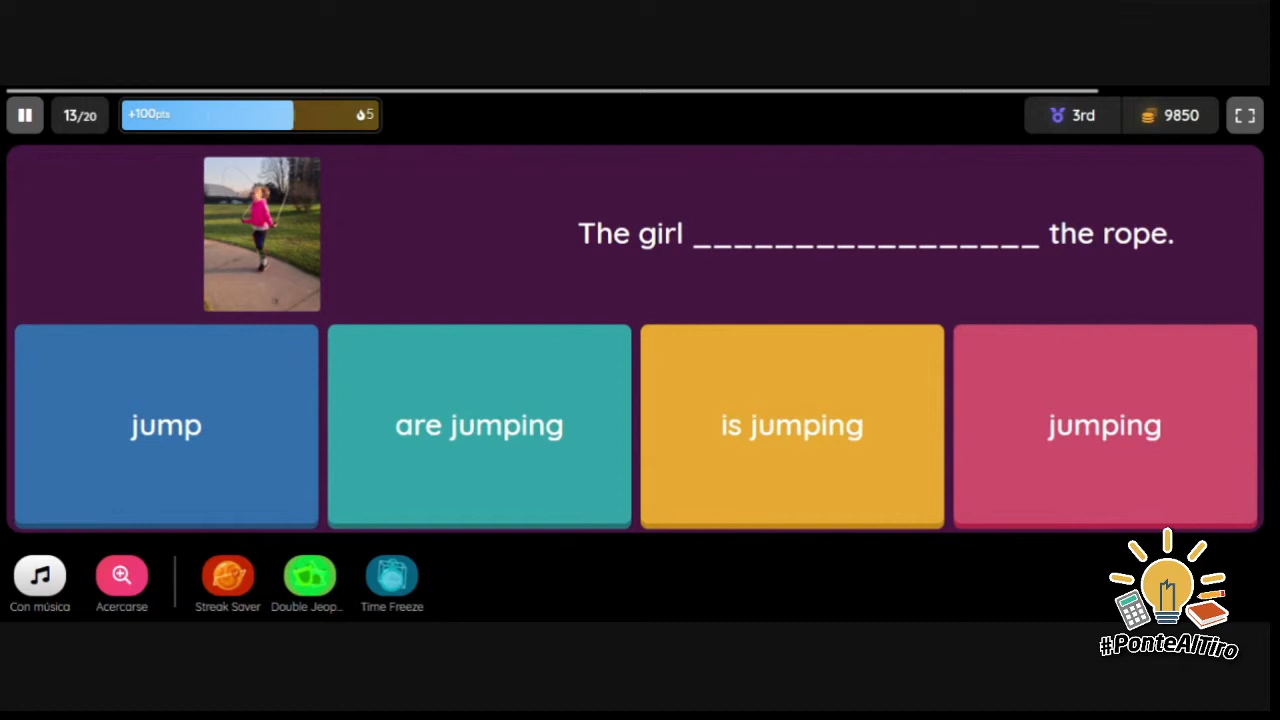 13/20
+100pts
5
3rd
9850
The girl _________________ the rope.
jump
are jumping
is jumping
jumping
Con música
Acercarse
Streak Saver
Double Jeop...
Time Freeze
#PonteAlTiro